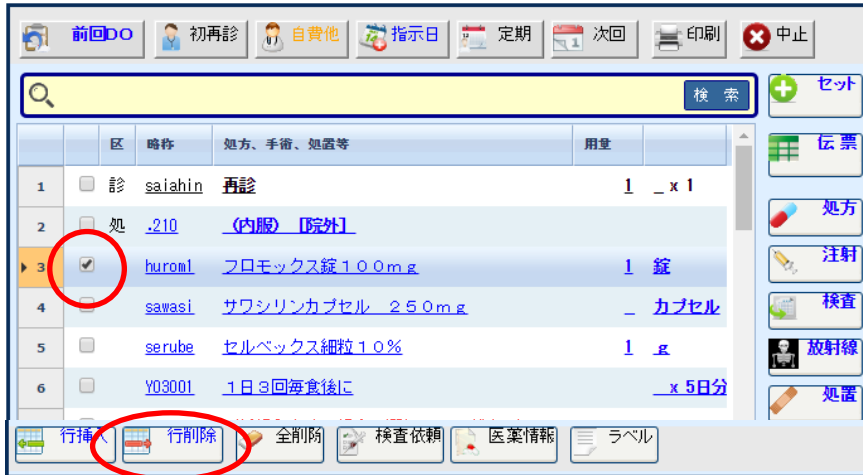 前回DO 初再診 自費他 指示日 定期 次回 印刷 中止
検 索
セット
伝票
処方
注射
検査
放射線
処置
区 略称 処方、手術、処置等 用量
1 診 saiahin 再診 1 _ x 1
2 処 .210 （内服） ［院外］
3 hurom1 フロモックス錠１００ｍｇ 1 錠
4 sawasi サワシリンカプセル ２５０ｍｇ _ カプセル
5 serube セルベックス細粒１０％ 1 ｇ
6 Y03001 １日３回毎食後に _ x 5日分
行挿入 行削除 全削除 検査依頼 医薬情報 ラベル